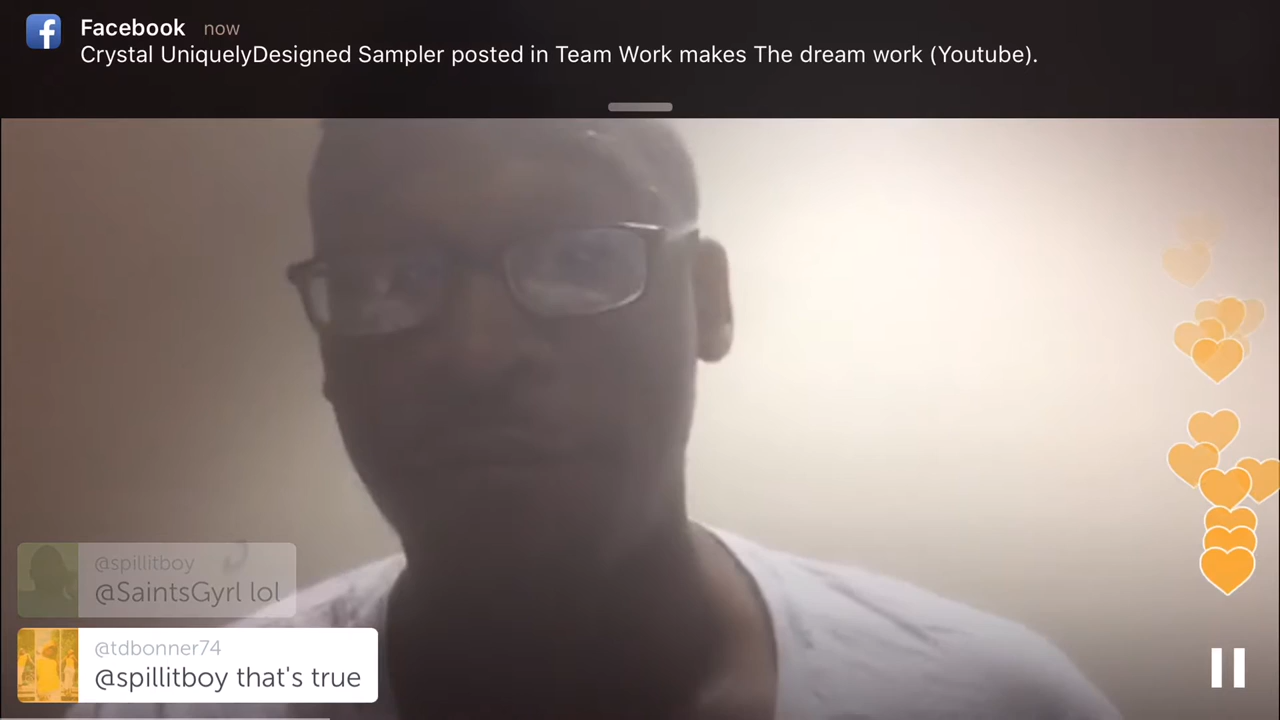 Facebook now
Crystal UniquelyDesigned Sampler posted in Team Work makes The dream work (Youtube).
@spillitboy
@SaintsGyrl lol
@tdbonner74
@spillitboy that's true